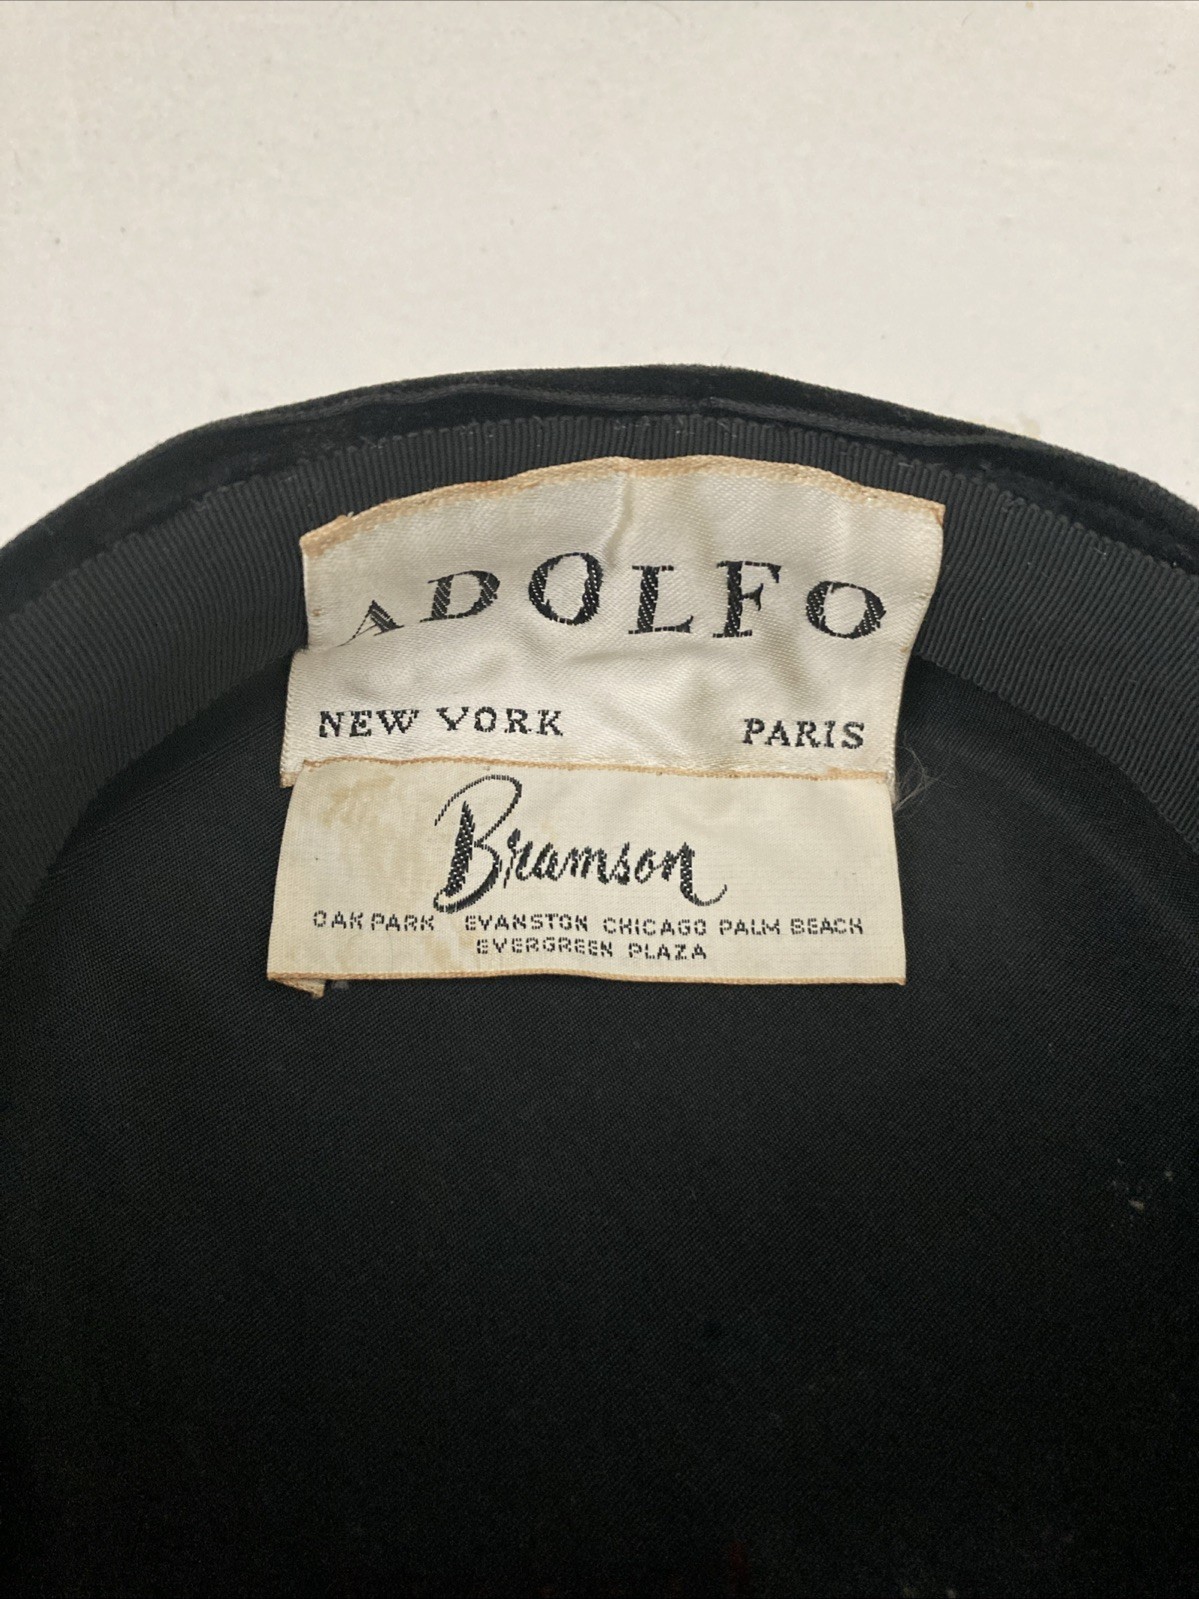 ADOLFO
NEW YORK PARIS
Bramson
OAK PARK EVANSTON CHICAGO PALM BEACH
EVERGREEN PLAZA